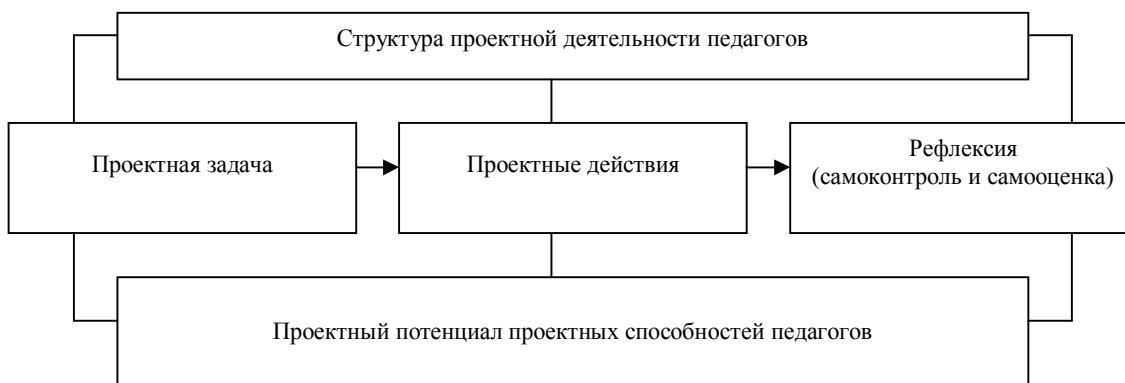 Структура проектной деятельности педагогов
Проектная задача
Проектные действия
Рефлексия
(самоконтроль и самооценка)
Проектный потенциал проектных способностей педагогов